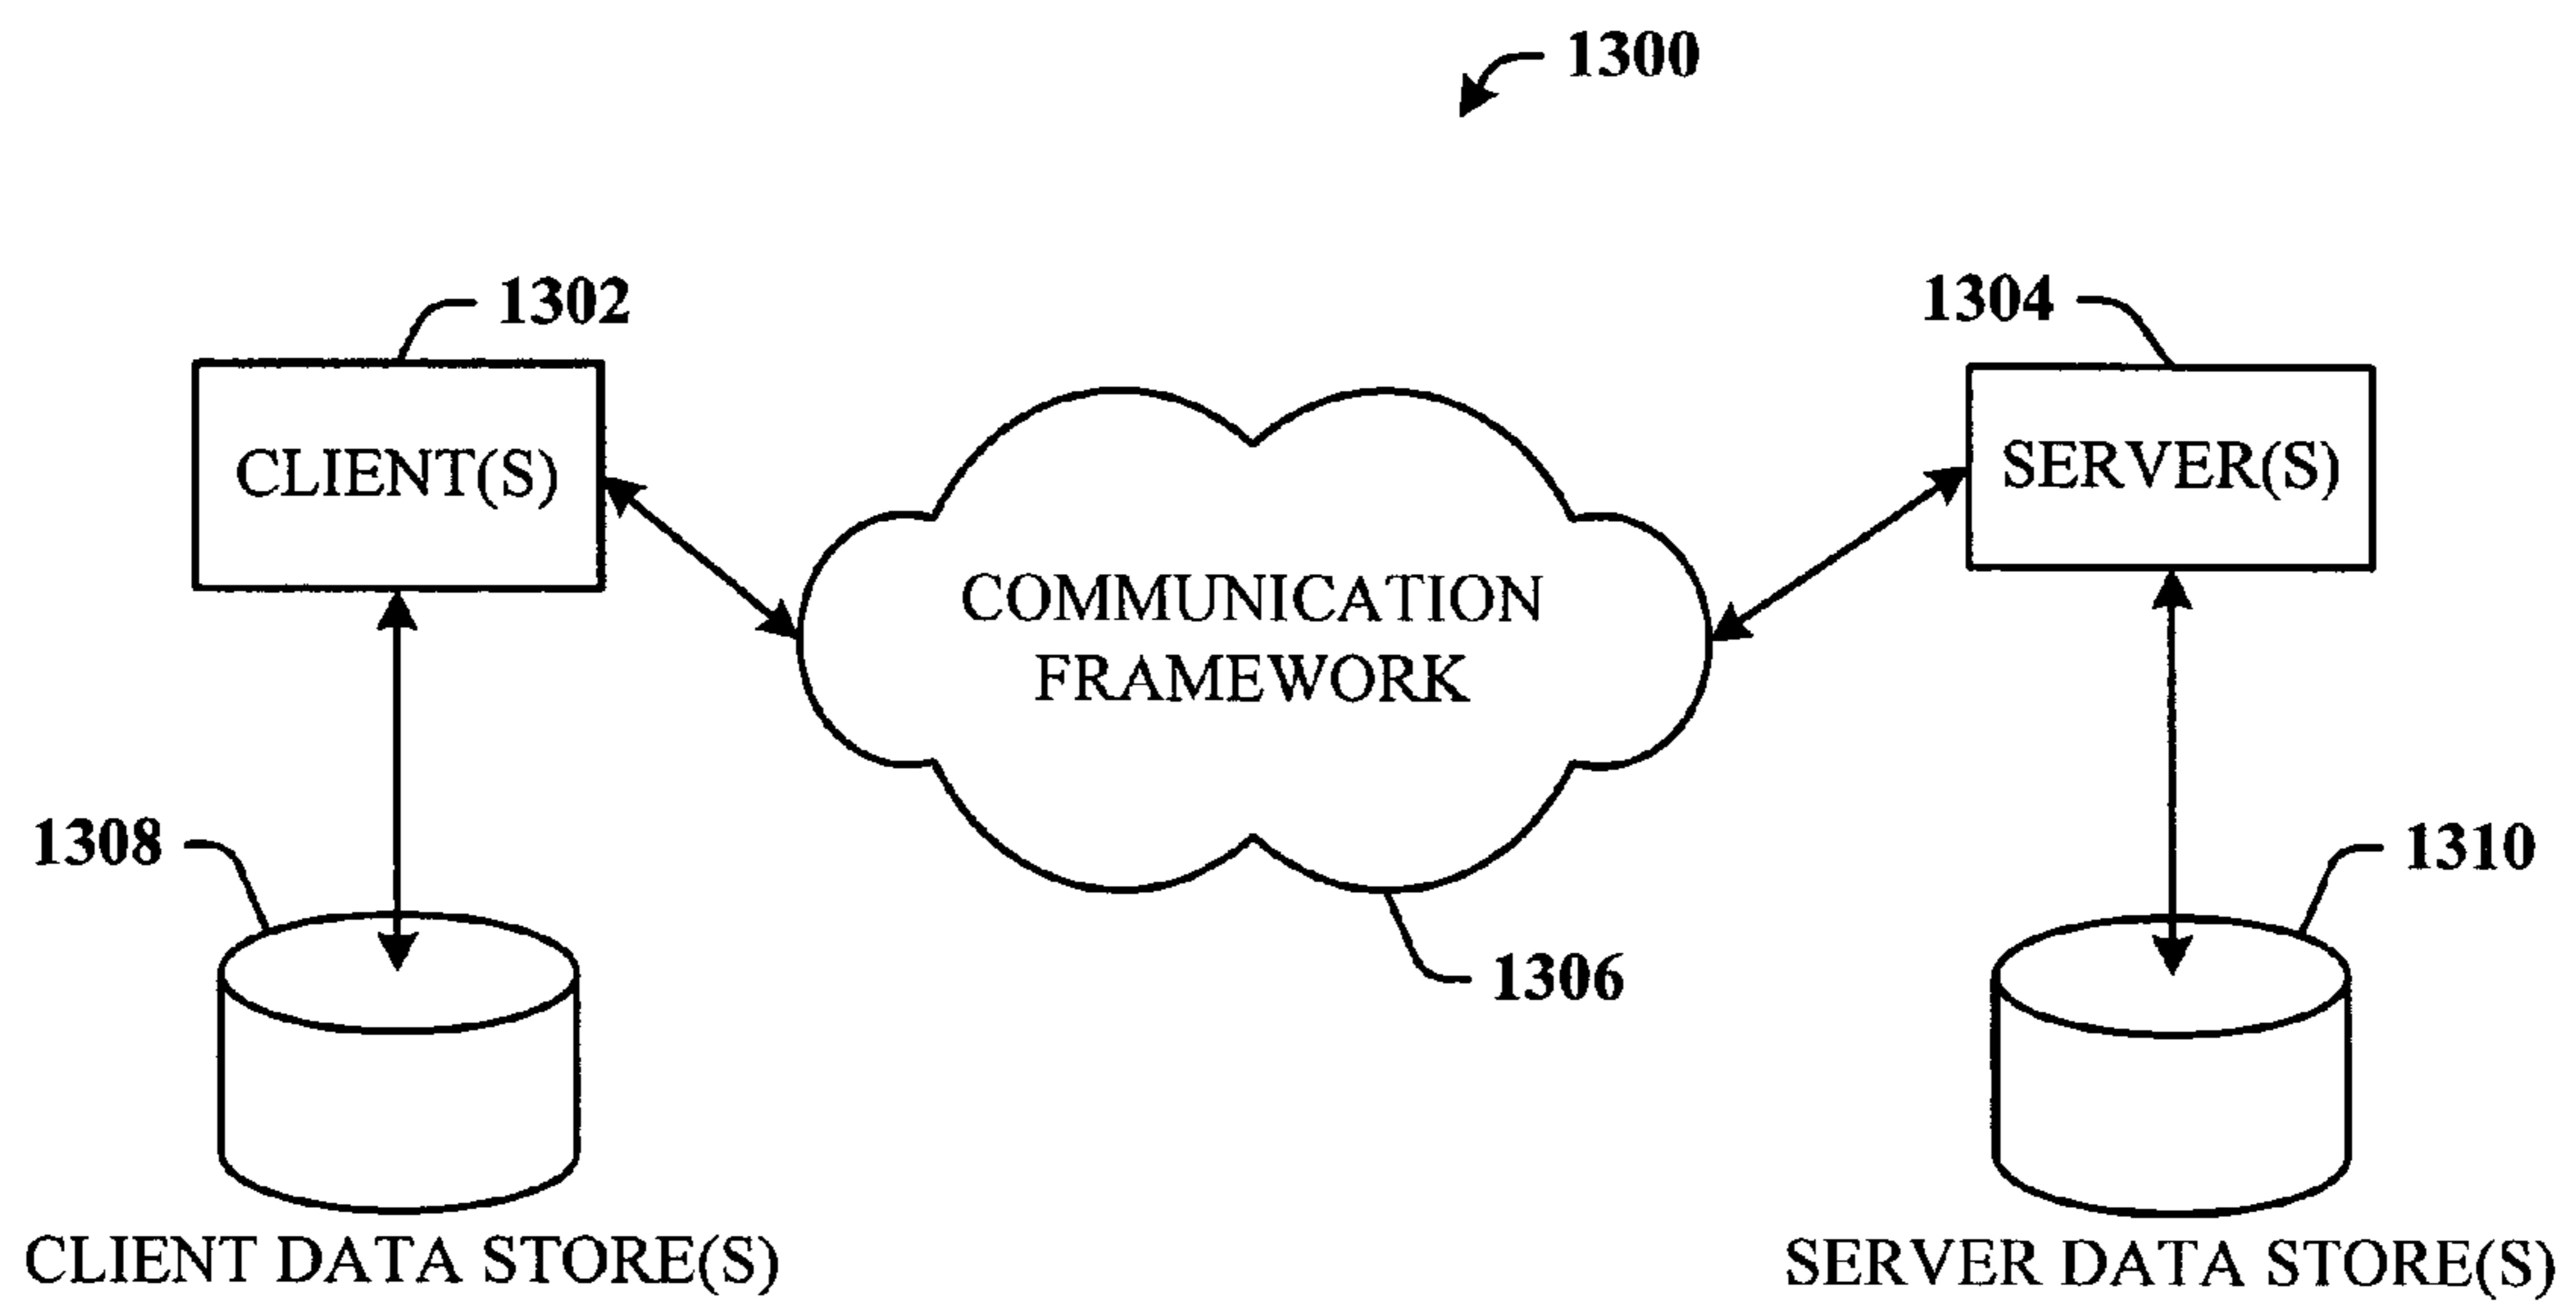 1300
1302
1304
CLIENT(S)
SERVER(S)
COMMUNICATION
FRAMEWORK
1308
1310
1306
CLIENT DATA STORE(S)
SERVER DATA STORE(S)